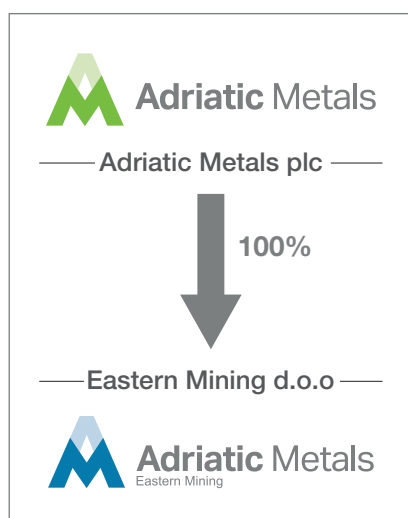 Adriatic Metals
Adriatic Metals plc
100%
Eastern Mining d.o.o
Adriatic Metals
Eastern Mining